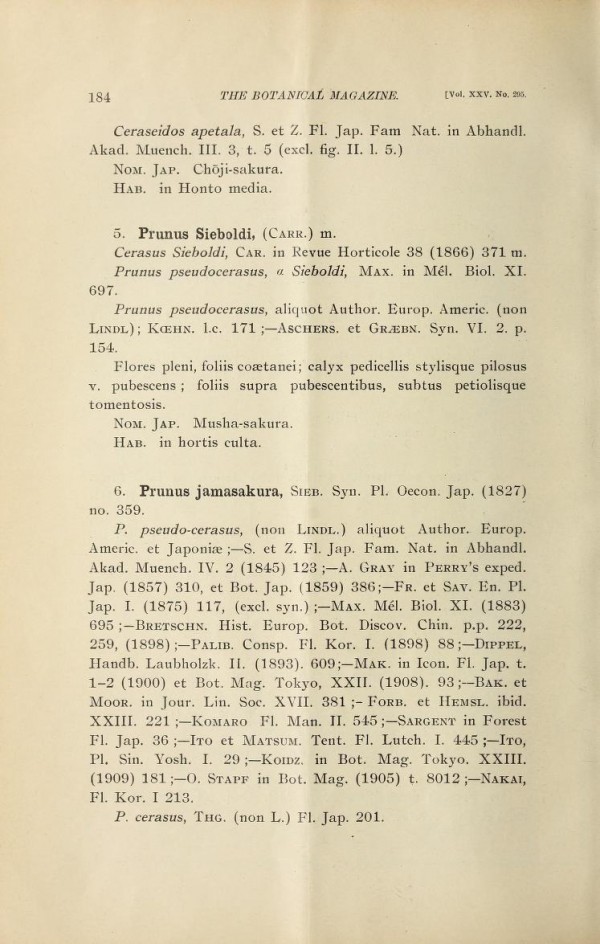 184 THE BOTANICAL MAGAZINE. [Vol. XXV. No. 295.
Ceraseidos apetala, S. et Z. Fl. Jap. Fam Nat. in Abhandl.
Akad. Muench. III. 3, t. 5 (excl. fig. II. l. 5.)
Nom. Jap. Chōji-sakura.
Hab. in Honto media.
5. Prunus Sieboldi, (Carr.) m.
Cerasus Sieboldi, Car. in Revue Horticole 38 (1866) 371 m.
Prunus pseudocerasus, α Sieboldi, Max. in Mél. Biol. XI.
697.
Prunus pseudocerasus, aliquot Author. Europ. Americ. (non
Lindl); Kœhn. l.c. 171 ;—Aschers. et Græbn. Syn. VI. 2. p.
154.
Flores pleni, foliis coætanei; calyx pedicellis stylisque pilosus
v. pubescens ; foliis supra pubescentibus, subtus petiolisque
tomentosis.
Nom. Jap. Musha-sakura.
Hab. in hortis culta.
6. Prunus jamasakura, Sieb. Syn. Pl. Oecon. Jap. (1827)
no. 359.
P. pseudo-cerasus, (non Lindl.) aliquot Author. Europ.
Americ. et Japoniæ ;—S. et Z. Fl. Jap. Fam. Nat. in Abhandl.
Akad. Muench. IV. 2 (1845) 123 ;—A. Gray in Perry's exped.
Jap. (1857) 310, et Bot. Jap. (1859) 386;—Fr. et Sav. En. Pl.
Jap. I. (1875) 117, (excl. syn.) ;—Max. Mél. Biol. XI. (1883)
695 ;—Bretschn. Hist. Europ. Bot. Discov. Chin. p.p. 222,
259, (1898) ;—Palib. Consp. Fl. Kor. I. (1898) 88 ;—Dippel,
Handb. Laubholzk. II. (1893). 609;—Mak. in Icon. Fl. Jap. t.
1–2 (1900) et Bot. Mag. Tokyo, XXII. (1908). 93 ;—Bak. et
Moor. in Jour. Lin. Soc. XVII. 381 ;- Forb. et Hemsl. ibid.
XXIII. 221 ;—Komaro Fl. Man. II. 545 ;—Sargent in Forest
Fl. Jap. 36 ;—Ito et Matsum. Tent. Fl. Lutch. I. 445 ;—Ito,
Pl. Sin. Yosh. I. 29 ;—Koidz. in Bot. Mag. Tokyo. XXIII.
(1909) 181 ;—O. Stapf in Bot. Mag. (1905) t. 8012 ;—Nakai,
Fl. Kor. I 213.
P. cerasus, Thg. (non L.) Fl. Jap. 201.